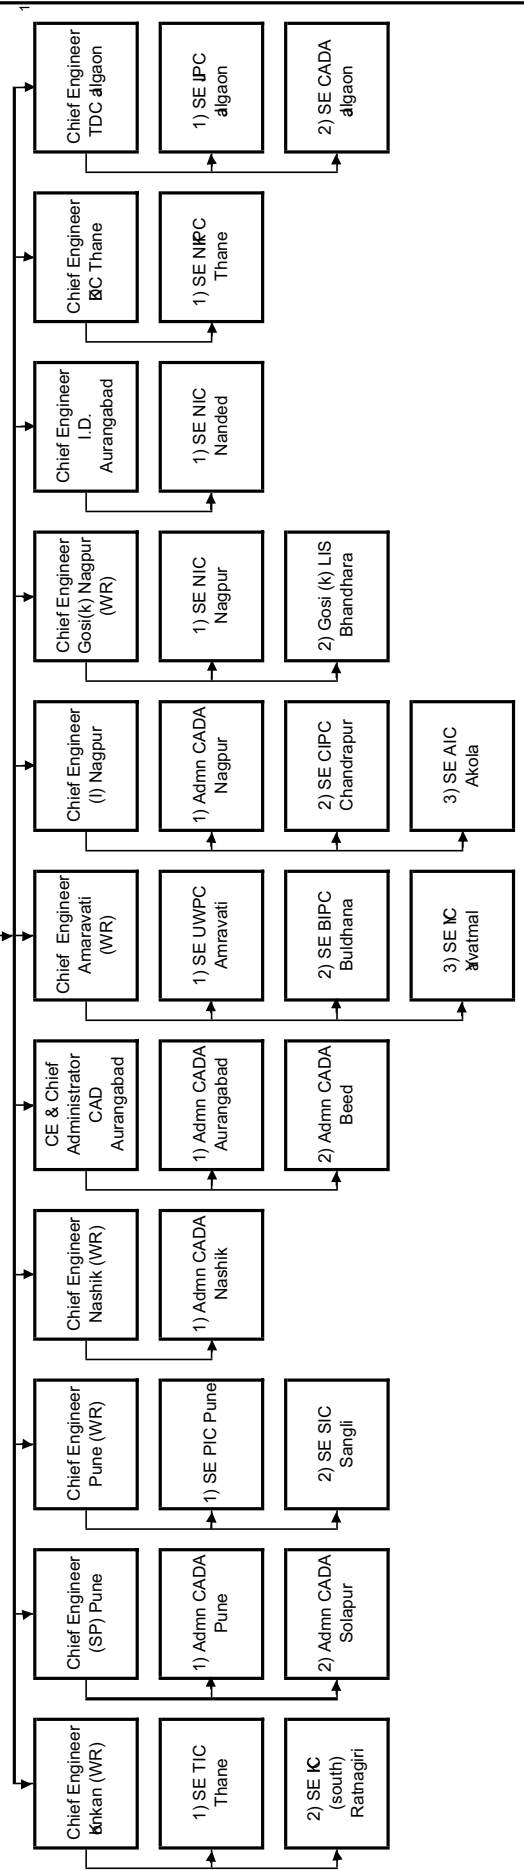 Chief Engineer
Konkan (WR)
1) SE TIC
Thane
2) SE
(south)
Ratnagiri
Chief Engineer
(SP) Pune
1) Admn CADA
Pune
2) Admn CADA
Solapur
Chief Engineer
Pune (WR)
1) SE PIC Pune
2) SE SIC
Sangli
Chief Engineer
Nashik (WR)
1) Admn CADA
Nashik
CE & Chief
Administrator
CAD
Aurangabad
1) Admn CADA
Aurangabad
2) Admn CADA
Beed
Chief Engineer
Amaravati
(WR)
1) SE UWPC
Amravati
2) SE BIPC
Buldhana
3) SE
Yavatmal
Chief Engineer
(I) Nagpur
1) Admn CADA
Nagpur
2) SE CIPC
Chandrapur
3) SE AIC
Akola
Chief Engineer
Gosi(k) Nagpur
(WR)
1) SE NIC
Nagpur
2) Gosi (k) LIS
Bhandhara
Chief Engineer
I.D.
Aurangabad
1) SE NIC
Nanded
Chief Engineer
Thane
1) SE
Thane
Chief Engineer
TDC Jalgaon
1) SE
Jalgaon
2) SE CADA
Jalgaon
1